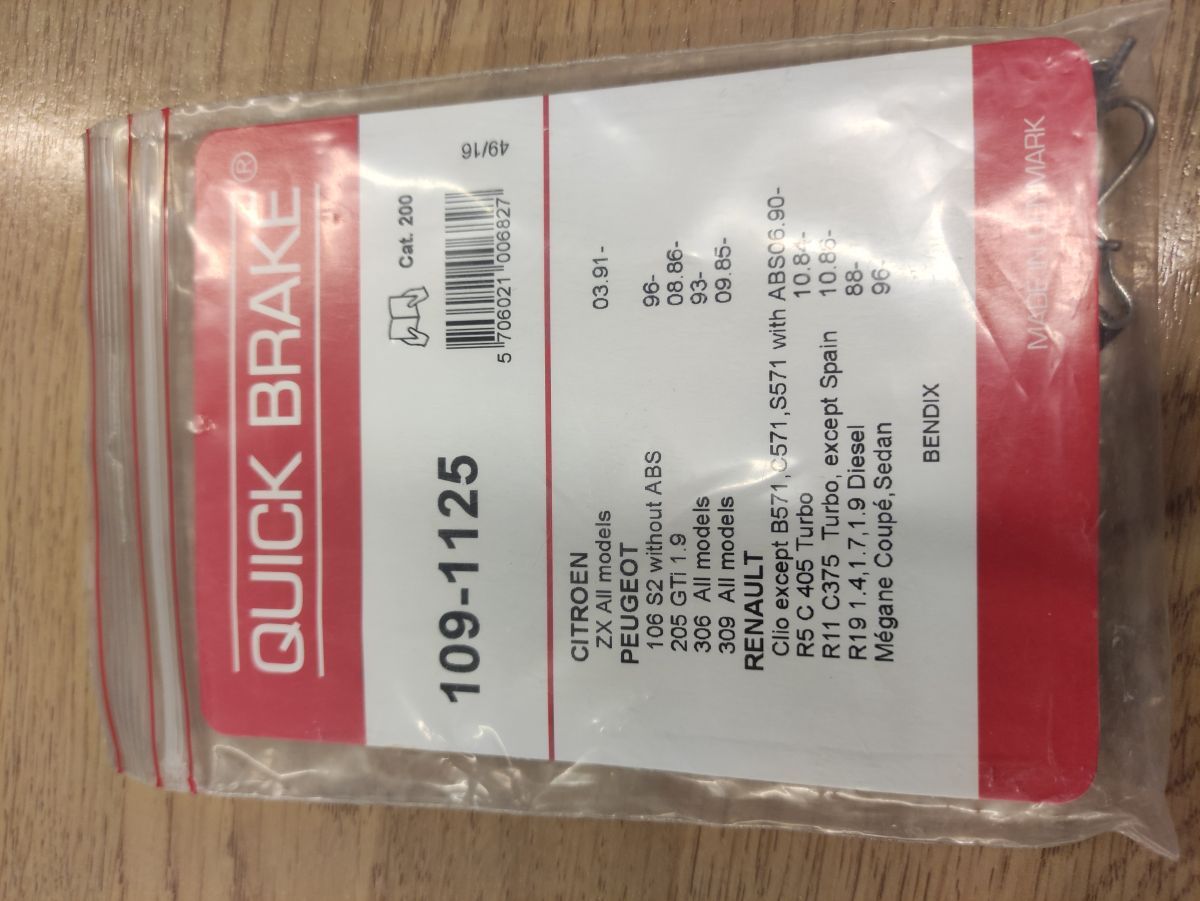 QUICK BRAKE®
109-1125
Cat. 200
5 706021 006827
49/16
CITROEN
ZX All models 03.91-
PEUGEOT
106 S2 without ABS 96-
205 GTi 1.9 08.86-
306 All models 93-
309 All models 09.85-
RENAULT
Clio except B571,C571,S571 with ABS06.90-
R5 C 405 Turbo 10.84-
R11 C375 Turbo, except Spain 10.86-
R19 1.4,1.7,1.9 Diesel 88-
Mégane Coupé,Sedan 96-
BENDIX
MADE IN DENMARK